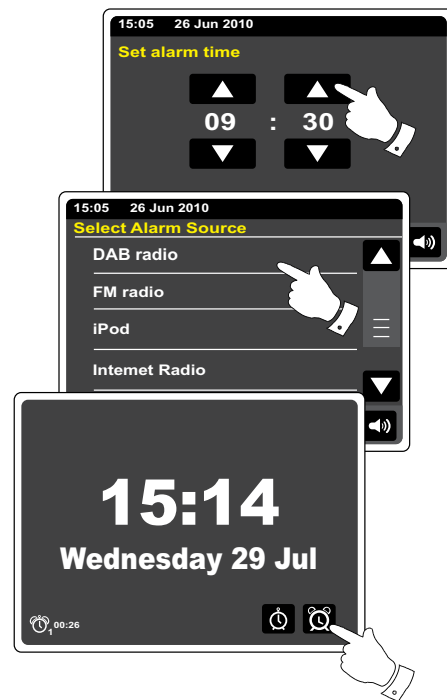 15:05 26 Jun 2010
Set alarm time
09 : 30
15:05 26 Jun 2010
Select Alarm Source
DAB radio
FM radio
iPod
Intemet Radio
15:14
Wednesday 29 Jul
1 00:26